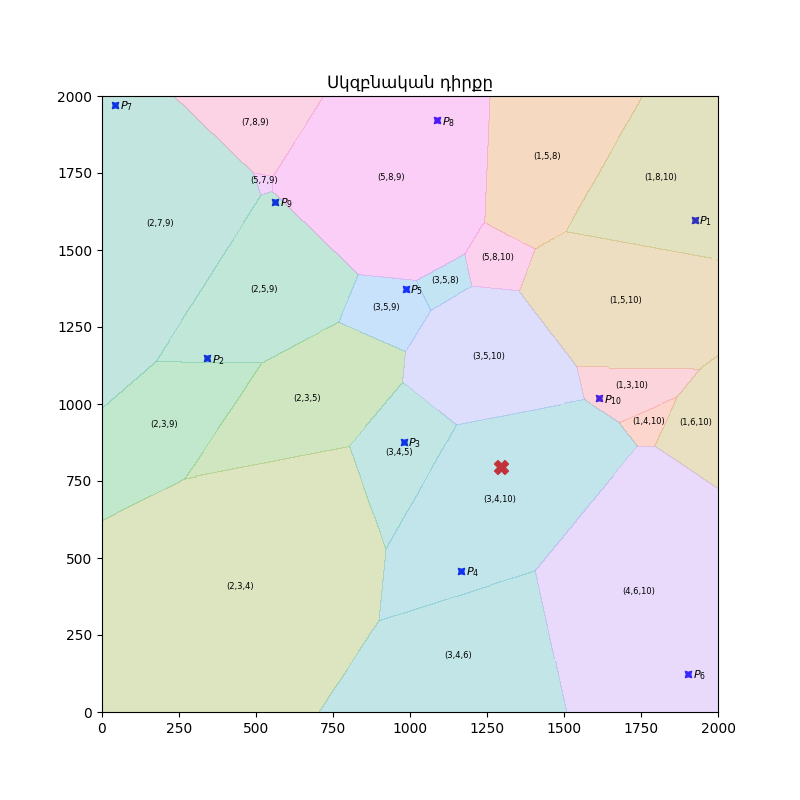 Սկզբնական դիրքը
2000
1750
1500
1250
1000
750
500
250
0
0 250 500 750 1000 1250 1500 1750 2000
P7
P8
(7,8,9)
(1,5,8)
(5,7,9)
(5,8,9)
(1,8,10)
P9
P1
(2,7,9)
(5,8,10)
(3,5,8)
(2,5,9)
P5
(1,5,10)
(3,5,9)
P2
(3,5,10)
(1,3,10)
(2,3,5)
P10
(2,3,9)
(1,4,10)
(1,6,10)
P3
(3,4,5)
(3,4,10)
P4
(2,3,4)
(4,6,10)
(3,4,6)
P6